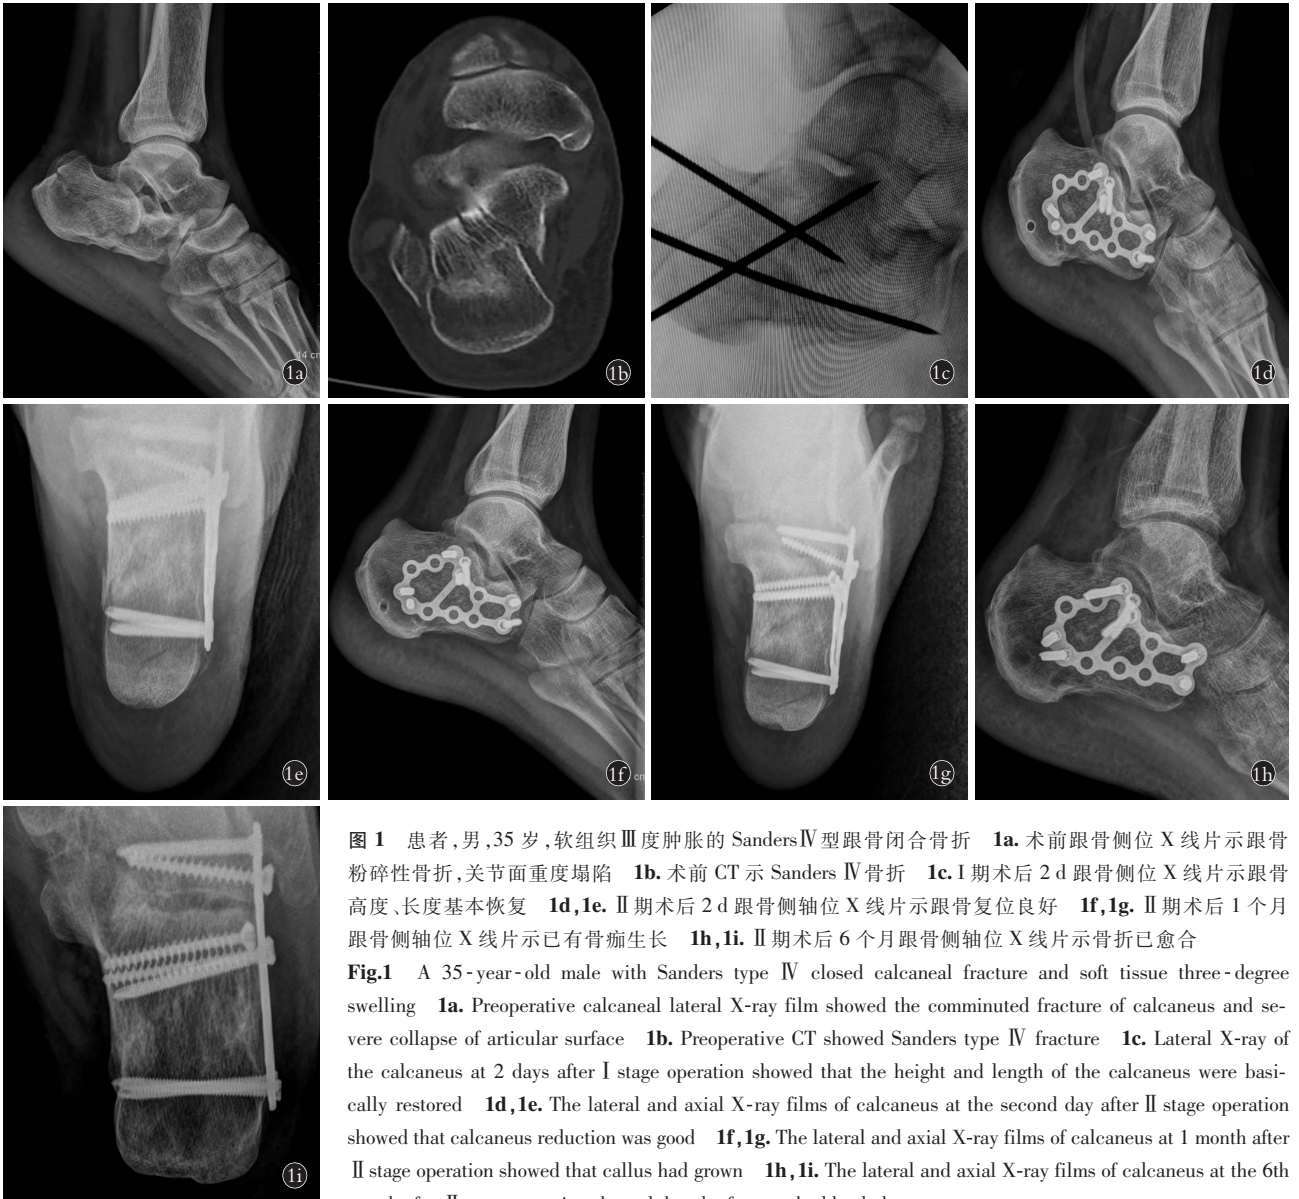 14 cm
1a
1b
1c
1d
1e
1f
cm
1g
1h
1i
图 1 患者,男,35 岁,软组织Ⅲ度肿胀的 SandersⅣ型跟骨闭合骨折 1a. 术前跟骨侧位 X 线片示跟骨
粉碎性骨折,关节面重度塌陷 1b. 术前 CT 示 Sanders Ⅳ骨折 1c. I 期术后 2 d 跟骨侧位 X 线片示跟骨
高度、长度基本恢复 1d,1e. Ⅱ期术后 2 d 跟骨侧轴位 X 线片示跟骨复位良好 1f,1g. Ⅱ期术后 1 个月
跟骨侧轴位 X 线片示已有骨痂生长 1h,1i. Ⅱ期术后 6 个月跟骨侧轴位 X 线片示骨折已愈合
Fig.1 A 35-year-old male with Sanders type Ⅳ closed calcaneal fracture and soft tissue three-degree
swelling 1a. Preoperative calcaneal lateral X-ray film showed the comminuted fracture of calcaneus and se-
vere collapse of articular surface 1b. Preoperative CT showed Sanders type Ⅳ fracture 1c. Lateral X-ray of
the calcaneus at 2 days after I stage operation showed that the height and length of the calcaneus were basi-
cally restored 1d,1e. The lateral and axial X-ray films of calcaneus at the second day after Ⅱ stage operation
showed that calcaneus reduction was good 1f,1g. The lateral and axial X-ray films of calcaneus at 1 month after
Ⅱ stage operation showed that callus had grown 1h,1i. The lateral and axial X-ray films of calcaneus at the 6th